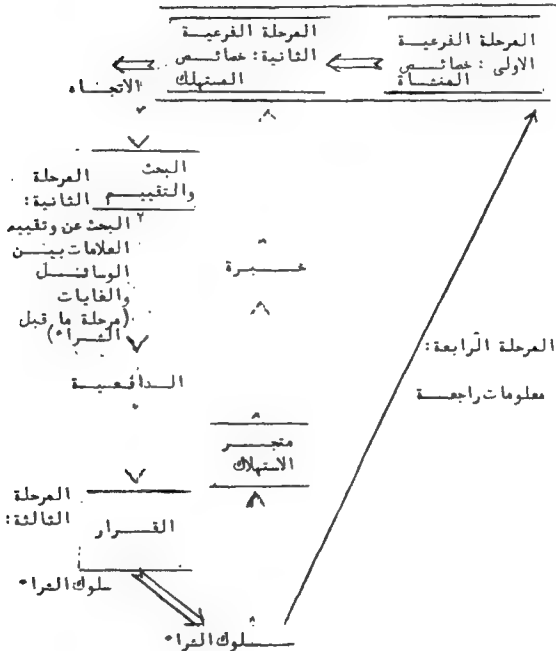 المرحلة الفرعية
الاولى : خصائص
المنشاة
المرحلة الفرعية
الثانية : خصائص
المستهلك
الاتجاه
البحث
والتقييم
المرحلة
الثانية :
البحث عن وتقييم
العلامات بين
الوسائل
والغايات
(مرحلة ما قبل
الشراء)
خبرة
المرحلة الرابعة :
معلومات راجعة
الدافعية
متجر
الاستهلاك
المرحلة
الثالثة :
القرار
سلوك الشراء
سلوك الشراء